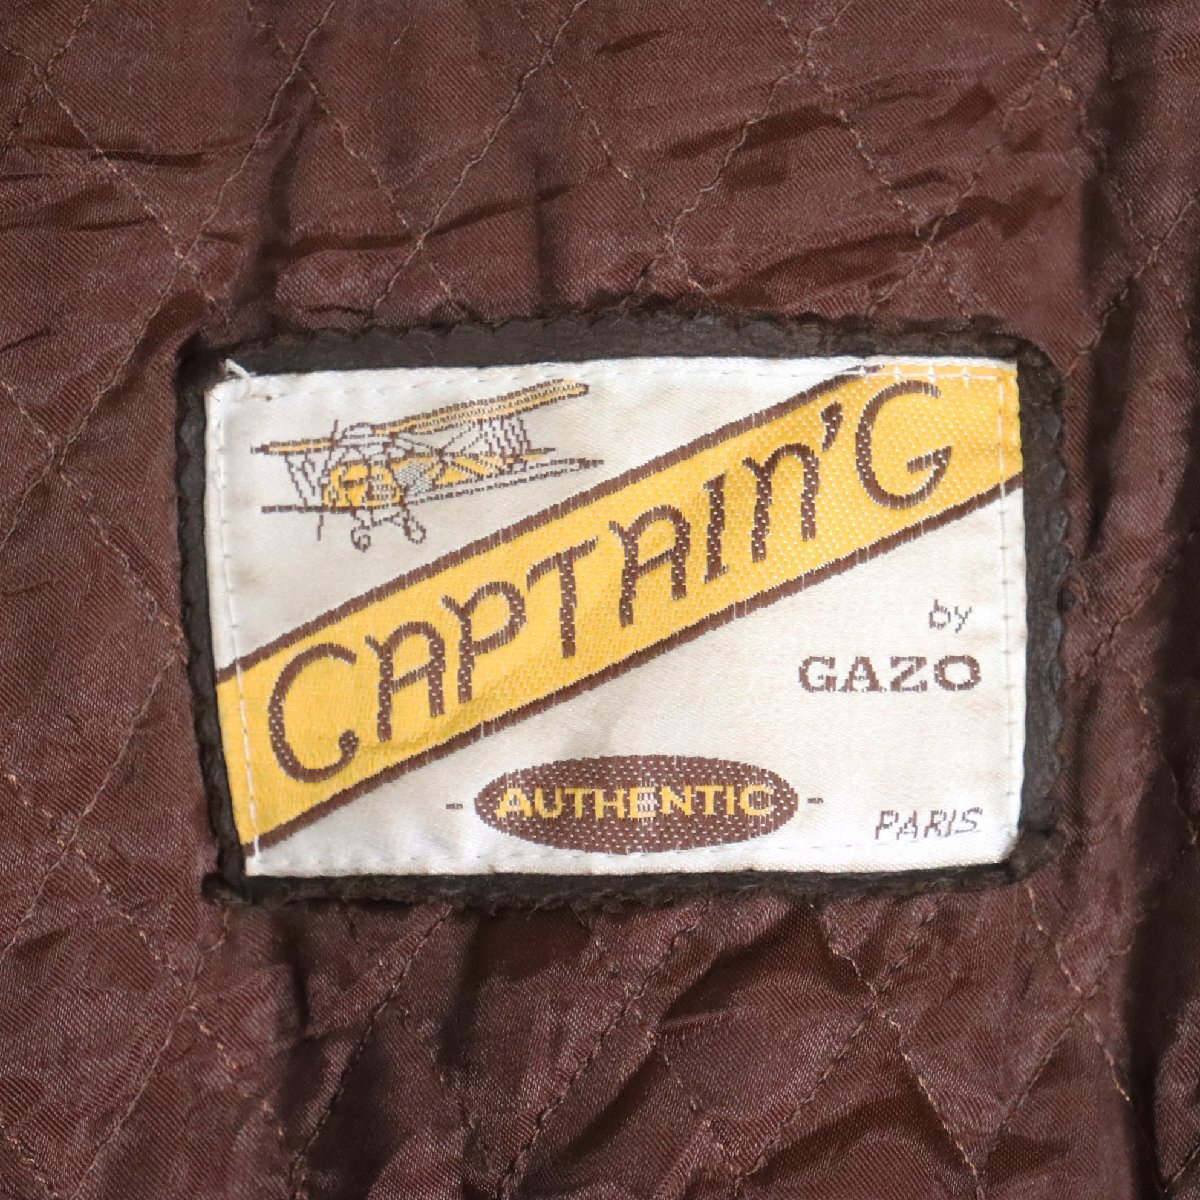 CAPTAIN'G
by
GAZO
- AUTHENTIC -
PARIS